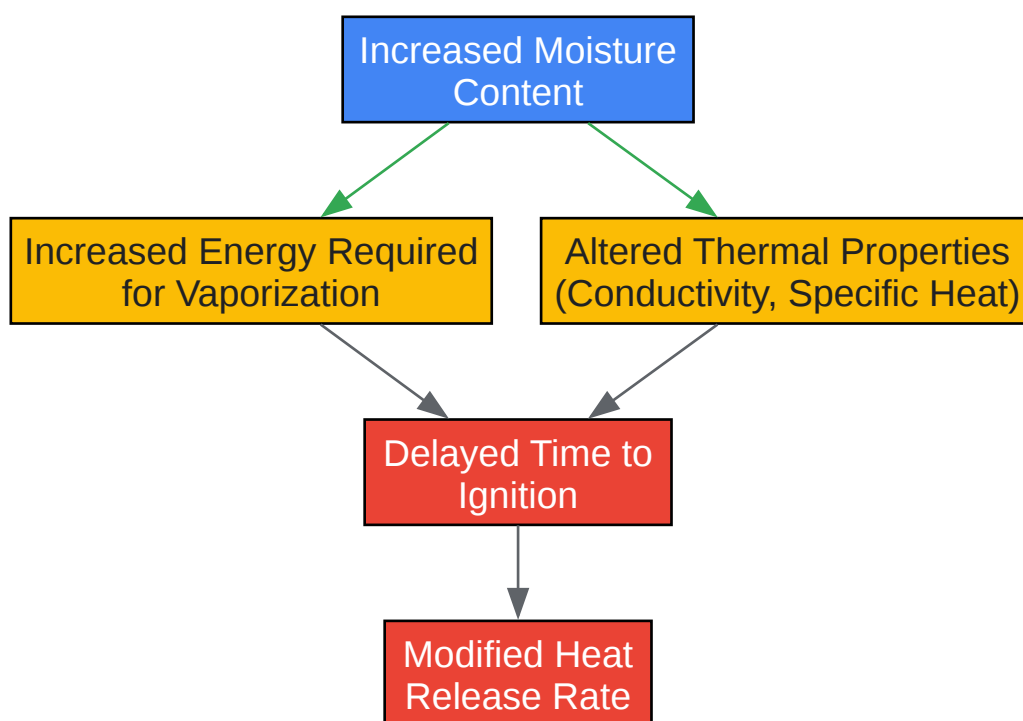 Increased Moisture
Content
Increased Energy Required
for Vaporization
Altered Thermal Properties
(Conductivity, Specific Heat)
Delayed Time to
Ignition
Modified Heat
Release Rate